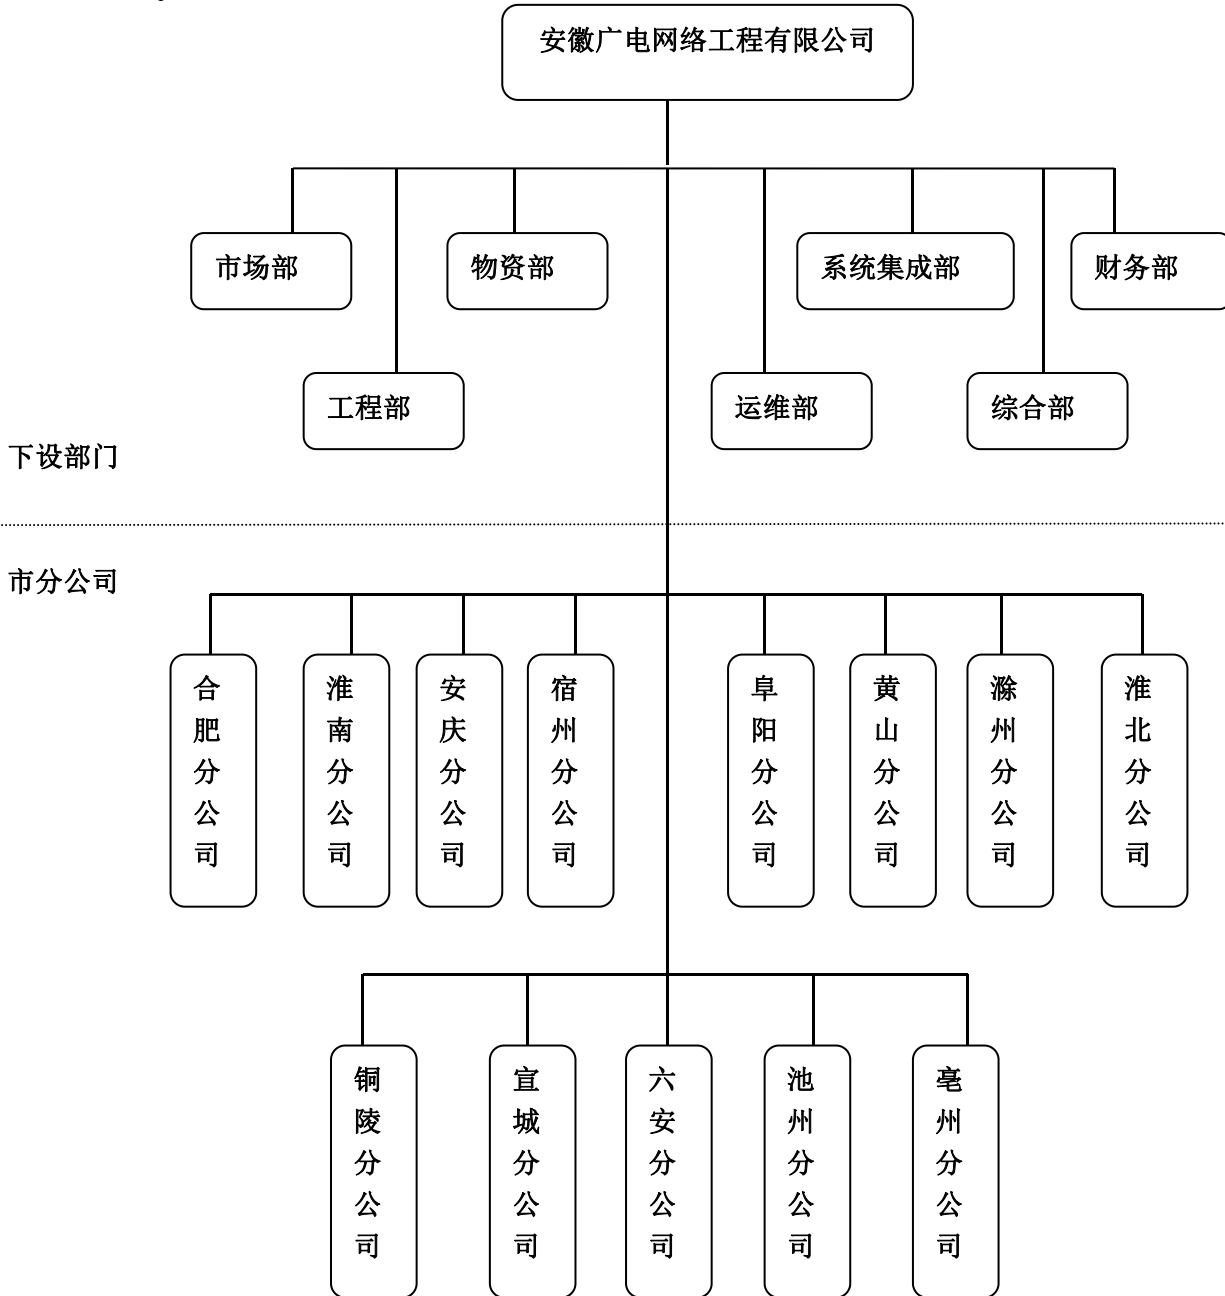 安徽广电网络工程有限公司
市场部
物资部
系统集成部
财务部
工程部
运维部
综合部
下设部门
市分公司
合肥分公司
淮南分公司
安庆分公司
宿州分公司
阜阳分公司
黄山分公司
滁州分公司
淮北分公司
铜陵分公司
宣城分公司
六安分公司
池州分公司
亳州分公司